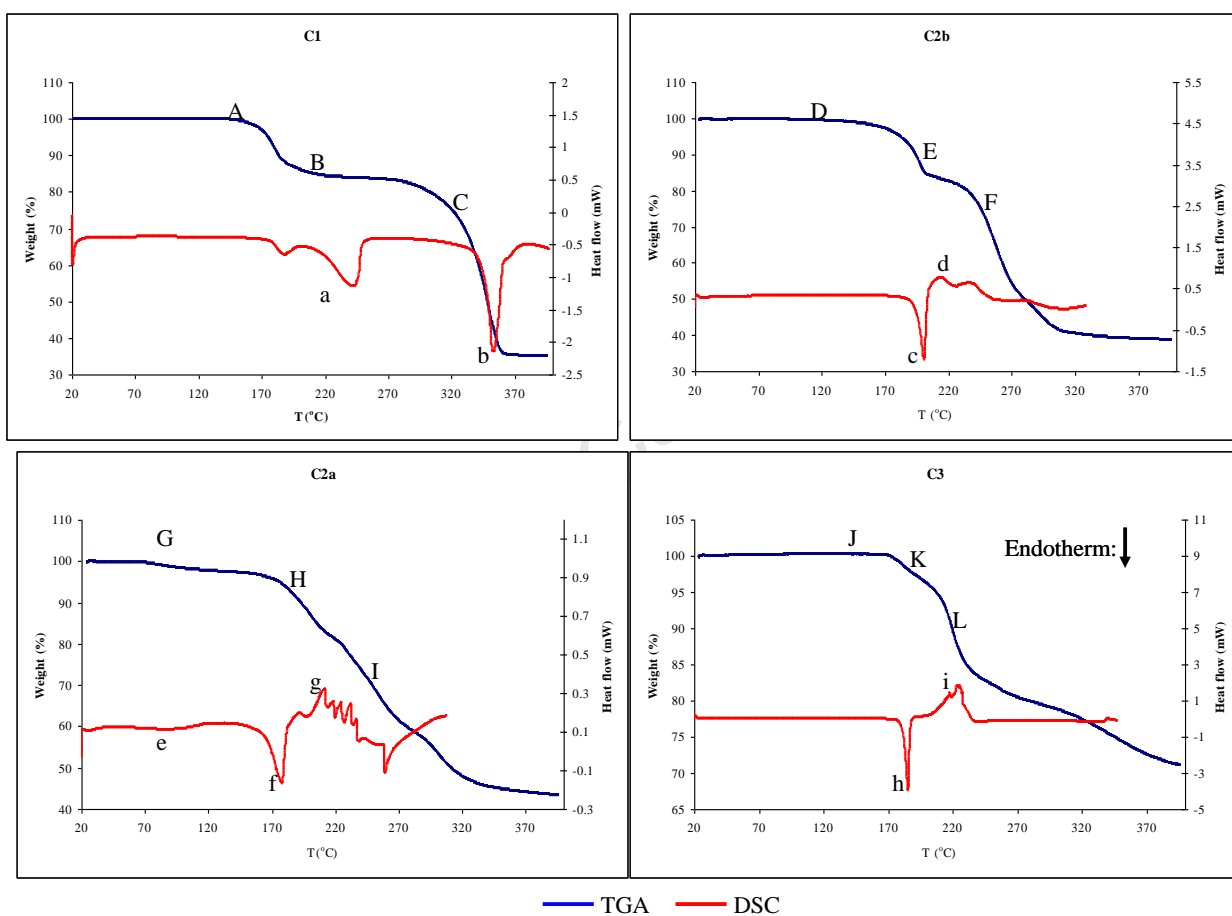 C1
110
100
90
80
70
60
50
40
30
Weight (%)
20
70
120
170
220
270
320
370
T (°C)
2
1.5
1
0.5
0
-0.5
-1
-1.5
-2
-2.5
Heat flow (mW)
A
B
C
a
b
C2b
110
100
90
80
70
60
50
40
30
Weight (%)
20
70
120
170
220
270
320
370
T (°C)
5.5
4.5
3.5
2.5
1.5
0.5
-0.5
-1.5
Heat flow (mW)
D
E
F
d
c
C2a
110
100
90
80
70
60
50
40
Weight (%)
20
70
120
170
220
270
320
370
T (°C)
1.1
0.9
0.7
0.5
0.3
0.1
-0.1
-0.3
Heat flow (mW)
G
H
I
g
e
f
C3
105
100
95
90
85
80
75
70
65
Weight (%)
20
70
120
170
220
270
320
370
T (°C)
11
9
7
5
3
1
-1
-3
-5
Heat flow (mW)
J
K
Endotherm:
L
i
h
TGA
DSC